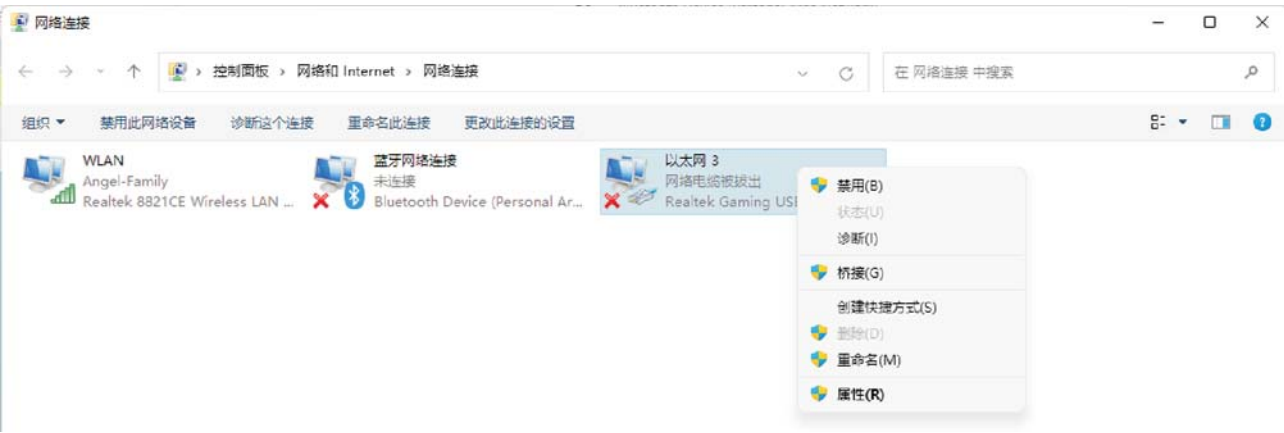 网络连接
控制面板 › 网络和 Internet › 网络连接
在 网络连接 中搜索
组织 禁用此网络设备 诊断这个连接 重命名此连接 更改此连接的设置
WLAN
Angel-Family
Realtek 8821CE Wireless LAN ...
蓝牙网络连接
未连接
Bluetooth Device (Personal Ar...
以太网 3
网络电缆被拔出
Realtek Gaming USB
禁用(B)
状态(U)
诊断(I)
桥接(G)
创建快捷方式(S)
删除(D)
重命名(M)
属性(R)